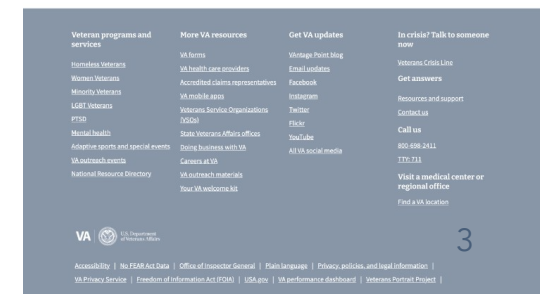 Veteran programs and
services
Homeless Veterans
Women Veterans
Minority Veterans
LGBT Veterans
PTSD
Mental health
Adaptive sports and special events
VA outreach events
National Resource Directory
More VA resources
VA forms
VA health care providers
Accredited claims representatives
VA mobile apps
Veterans Service Organizations
(VSOs)
State Veterans Affairs offices
Doing business with VA
Careers at VA
VA outreach materials
Your VA welcome kit
Get VA updates
VAntage Point blog
Email updates
Facebook
Instagram
Twitter
Flickr
YouTube
All VA social media
In crisis? Talk to someone
now
Veterans Crisis Line
Get answers
Resources and support
Contact us
Call us
800-698-2411
TTY: 711
Visit a medical center or
regional office
Find a VA location
VA
U.S. Department
of Veterans Affairs
3
Accessibility | No FEAR Act Data | Office of Inspector General | Plain language | Privacy, policies, and legal information |
VA Privacy Service | Freedom of Information Act (FOIA) | USA.gov | VA performance dashboard | Veterans Portrait Project |